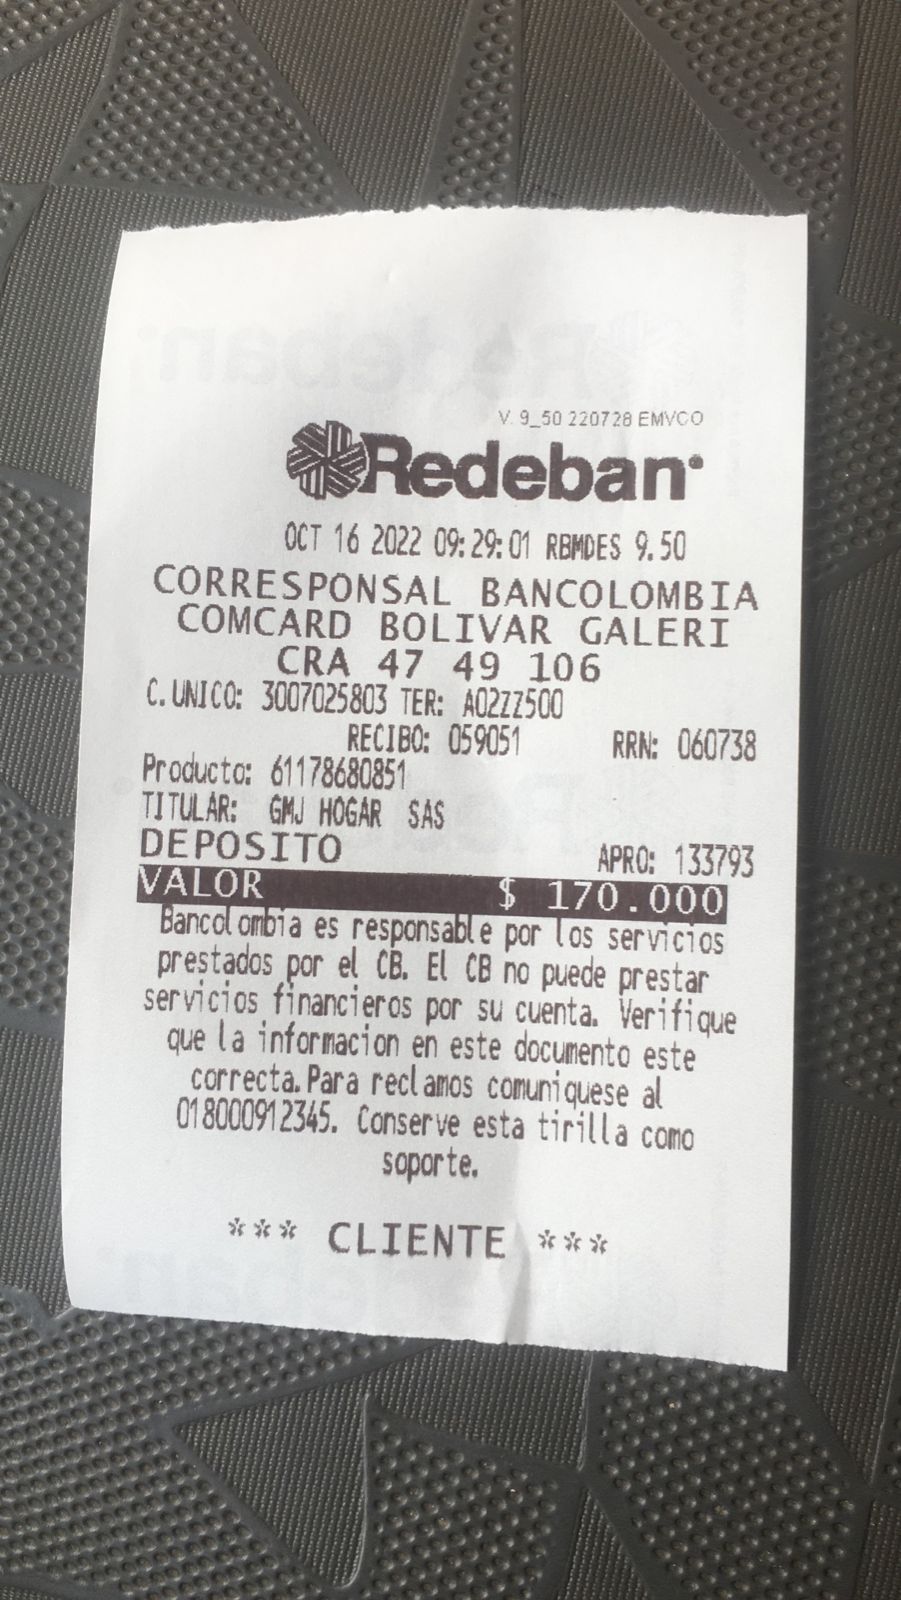 V. 9_50 220728 EMVCO
Redeban
OCT 16 2022 09:29:01 RBMDES 9.50
CORRESPONSAL BANCOLOMBIA
COMCARD BOLIVAR GALERI
CRA 47 49 106
C.UNICO: 3007025803 TER: A02ZZ500
RECIBO: 059051 RRN: 060738
Producto: 61178680851
TITULAR: GMJ HOGAR SAS
DEPOSITO APRO: 133793
VALOR $ 170.000
Bancolombia es responsable por los servicios
prestados por el CB. El CB no puede prestar
servicios financieros por su cuenta. Verifique
que la informacion en este documento este
correcta.Para reclamos comuniquese al
018000912345. Conserve esta tirilla como
soporte.
*** CLIENTE ***